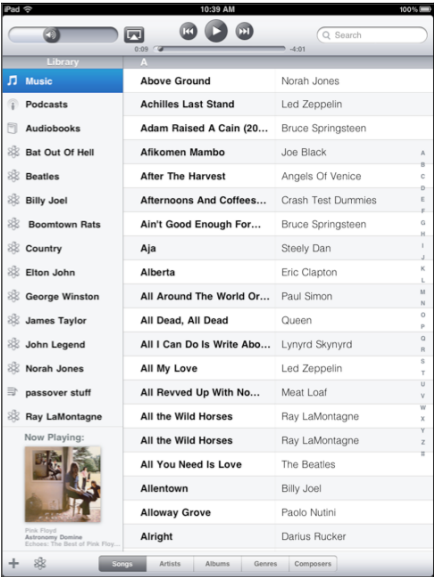 iPad 10:39 AM 100%
Search
0:09 -4:01
Library A
Music Above Ground Norah Jones
Podcasts Achilles Last Stand Led Zeppelin
Audiobooks Adam Raised A Cain (20... Bruce Springsteen
Bat Out Of Hell Afikomen Mambo Joe Black
Beatles After The Harvest Angels Of Venice
Billy Joel Afternoons And Coffees... Crash Test Dummies
Boomtown Rats Ain't Good Enough For... Bruce Springsteen
Country Aja Steely Dan
Elton John Alberta Eric Clapton
George Winston All Around The World Or... Paul Simon
James Taylor All Dead, All Dead Queen
John Legend All I Can Do Is Write Abo... Lynyrd Skynyrd
Norah Jones All My Love Led Zeppelin
passover stuff All Revved Up With No... Meat Loaf
Ray LaMontagne All the Wild Horses Ray LaMontagne
All the Wild Horses Ray LaMontagne
All You Need Is Love The Beatles
Allentown Billy Joel
Alloway Grove Paolo Nutini
Alright Darius Rucker
A
B
C
D
E
F
G
H
I
J
K
L
M
N
O
P
Q
R
S
T
U
V
W
X
Y
Z
Now Playing:
Pink Floyd
Astronomy Domine
Echoes: The Best of Pink Floy...
Songs Artists Albums Genres Composers